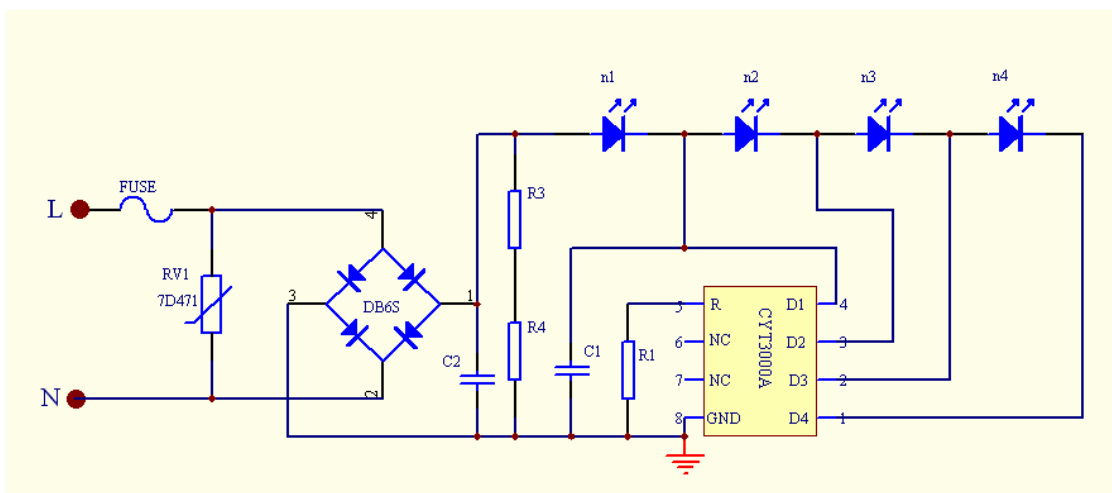 n1
n2
n3
n4
FUSE
R3
L
4
RV1
7D471
3
DB6S
1
R4
C2
C1
R1
5
R
D1
4
6
NC
D2
3
7
NC
D3
2
8
GND
D4
1
CYT3000A
N
2